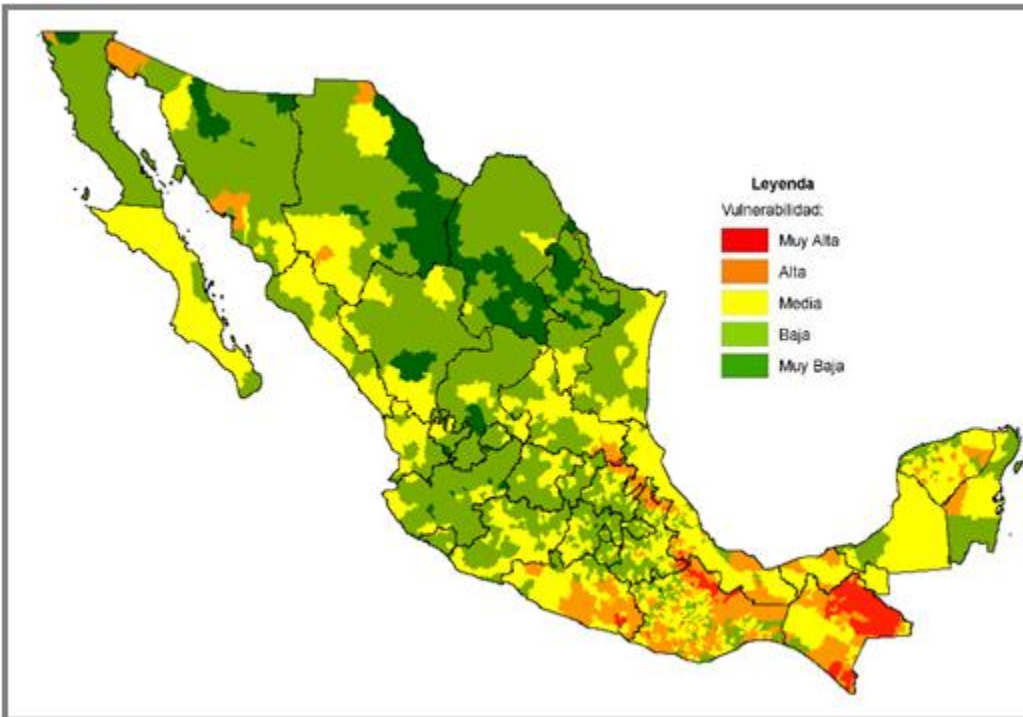 Leyenda
Vulnerabilidad:
Muy Alta
Alta
Media
Baja
Muy Baja